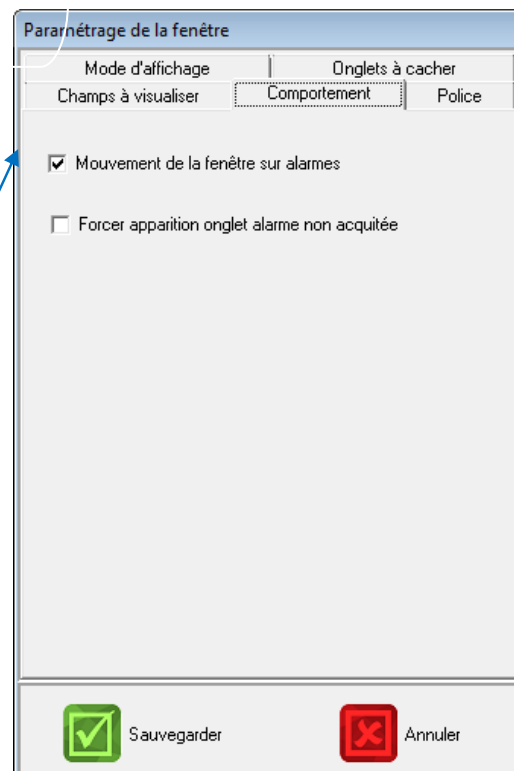 Paramétrage de la fenêtre
Mode d'affichage Onglets à cacher
Champs à visualiser Comportement Police
Mouvement de la fenêtre sur alarmes
Forcer apparition onglet alarme non acquitée
Sauvegarder Annuler